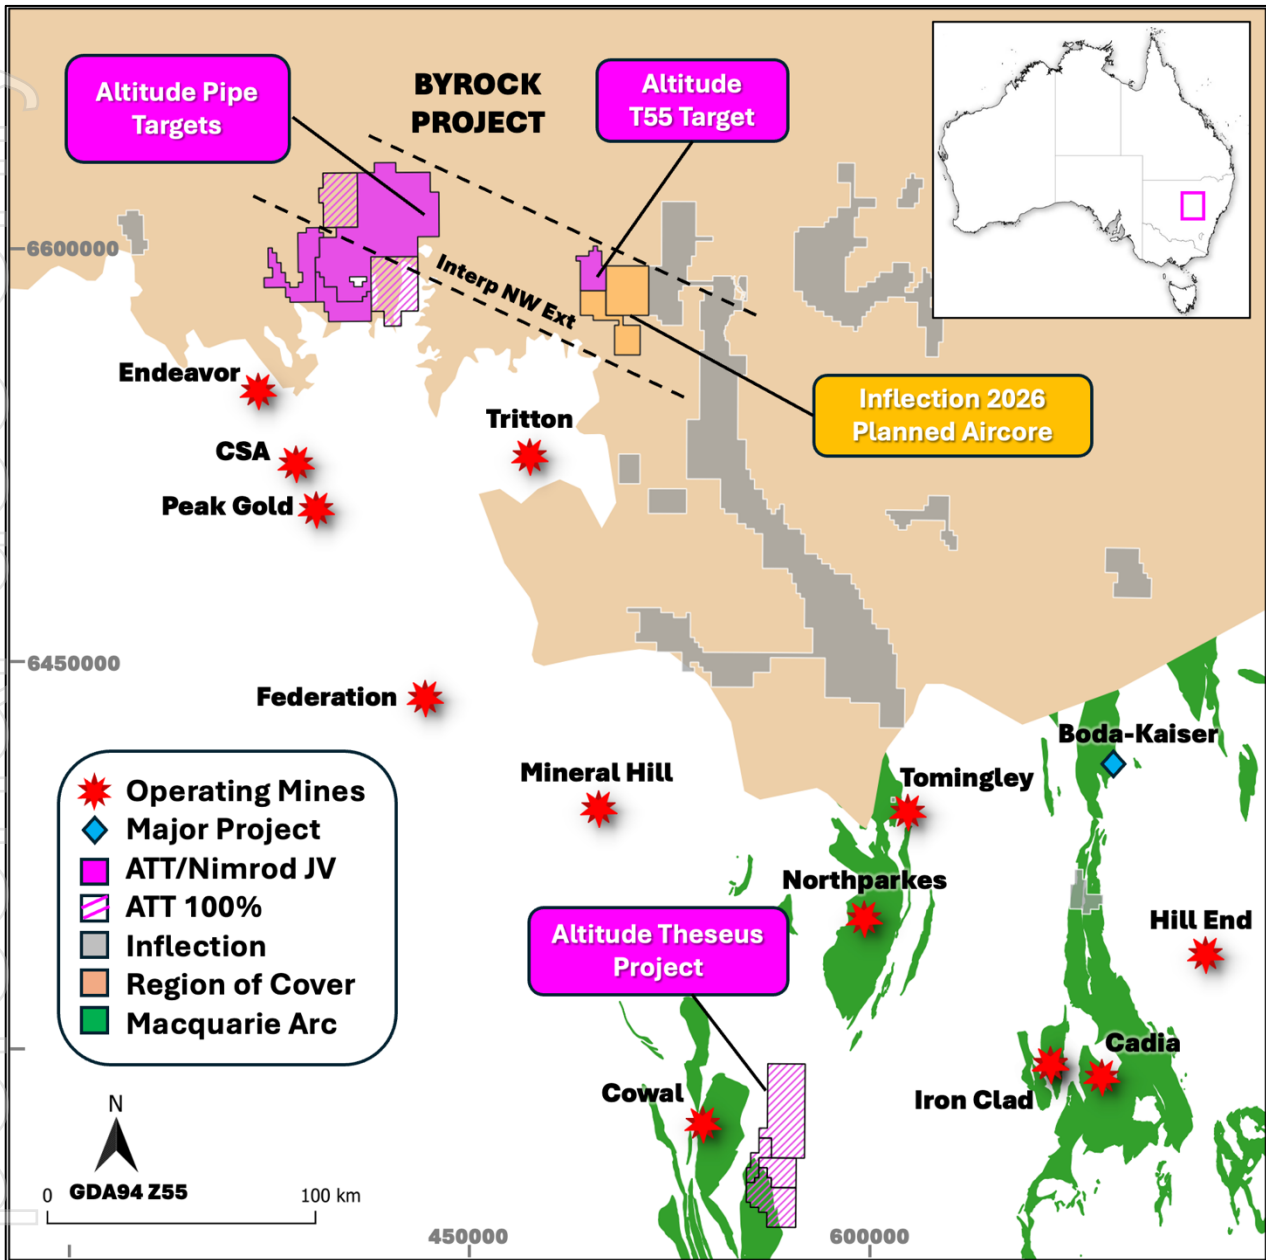 Altitude Pipe
Targets
BYROCK
PROJECT
Altitude
T55 Target
6600000
Interp NW Ext
Endeavor
CSA
Peak Gold
Tritton
Inflection 2026
Planned Aircore
6450000
Federation
Mineral Hill
Boda-Kaiser
Tomingley
Northparkes
Hill End
Operating Mines
Major Project
ATT/Nimrod JV
ATT 100%
Inflection
Region of Cover
Macquarie Arc
Altitude Theseus
Project
Cadia
Iron Clad
Cowal
N
GDA94 Z55
0
100 km
450000
600000